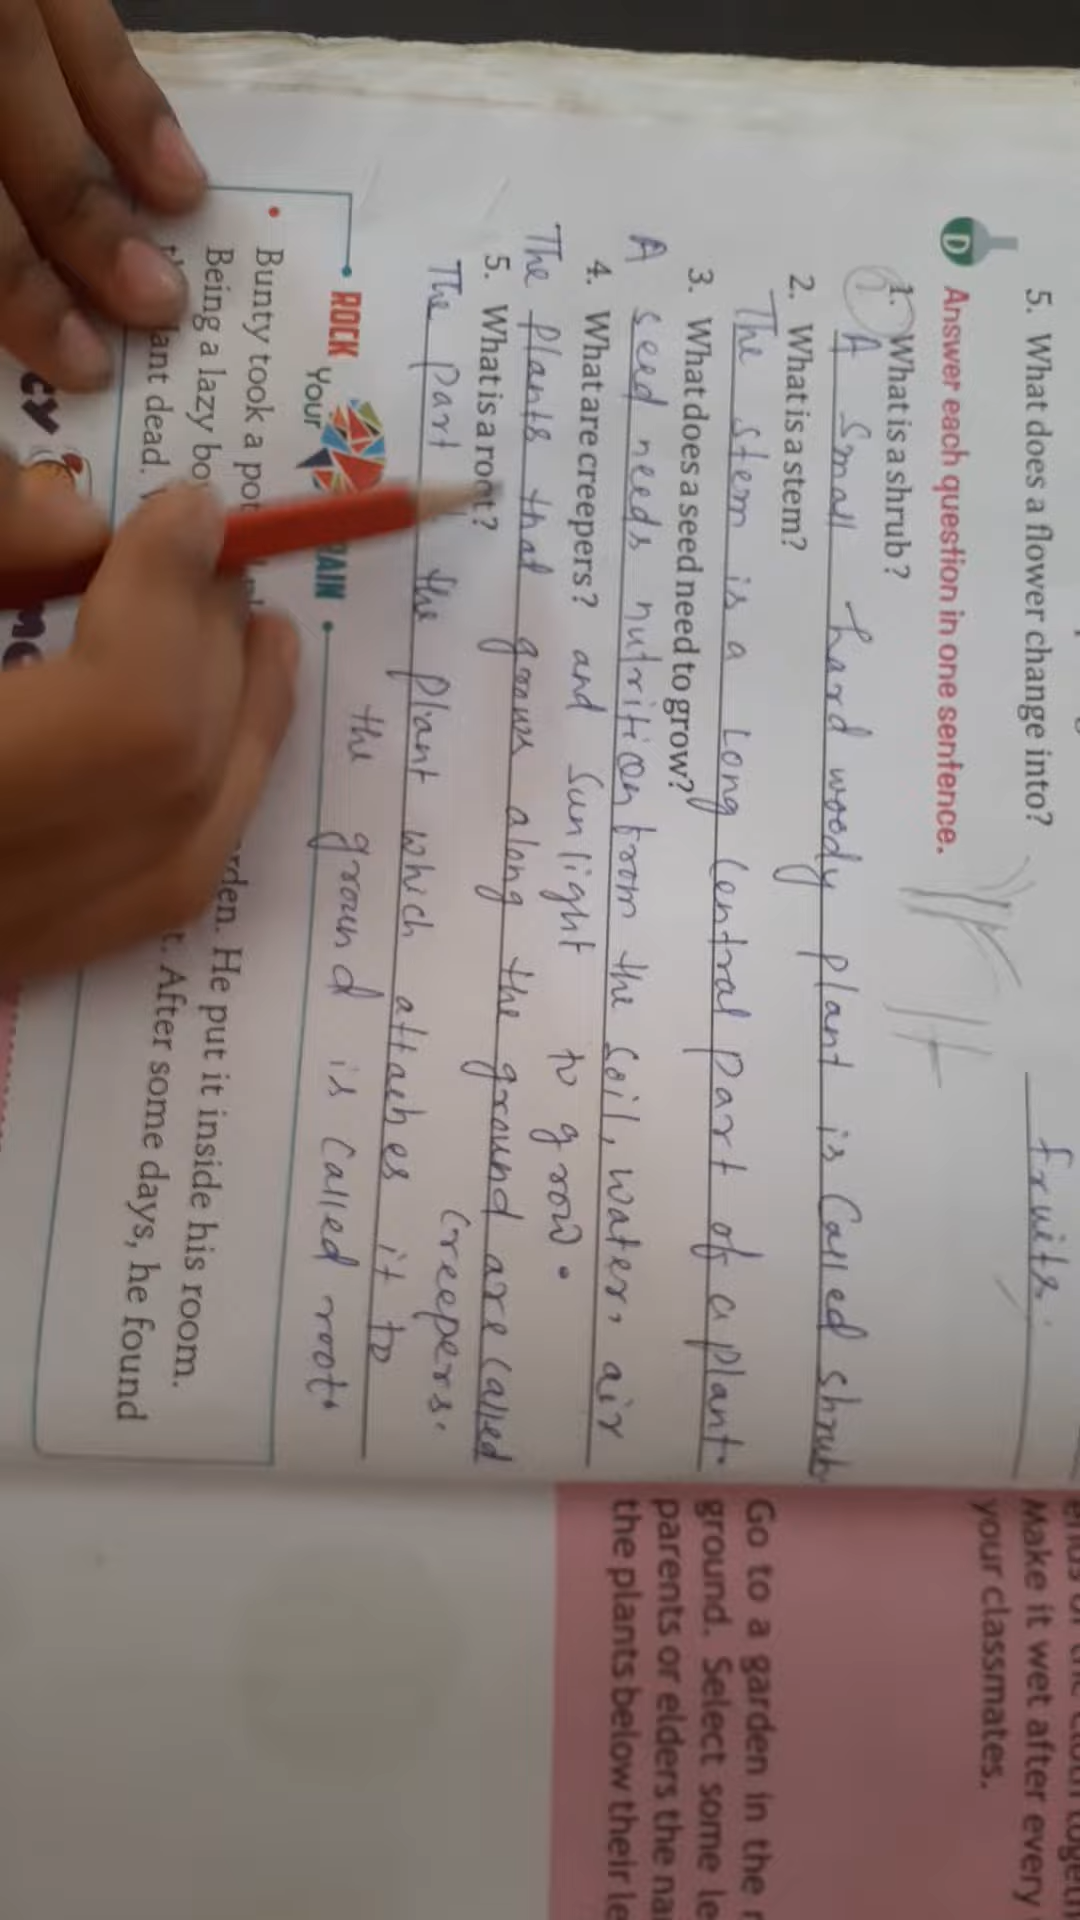 5. What does a flower change into?
fruits.
D Answer each question in one sentence.
1. What is a shrub?
A small hard woody plant is called shrub
2. What is a stem?
The stem is a long central part of a plant.
3. What does a seed need to grow?
A seed needs nutrition from the soil, water, air
and sunlight to grow.
4. What are creepers?
The plants that grows along the ground are called
creepers.
5. What is a root?
The part the plant which attaches it to
the ground is called root.
ROCK Your
Bunty took a pot rden. He put it inside his room.
Being a lazy bo t. After some days, he found
lant dead.
Make it wet after every
your classmates.
Go to a garden in the
ground. Select some le
parents or elders the na
the plants below their le